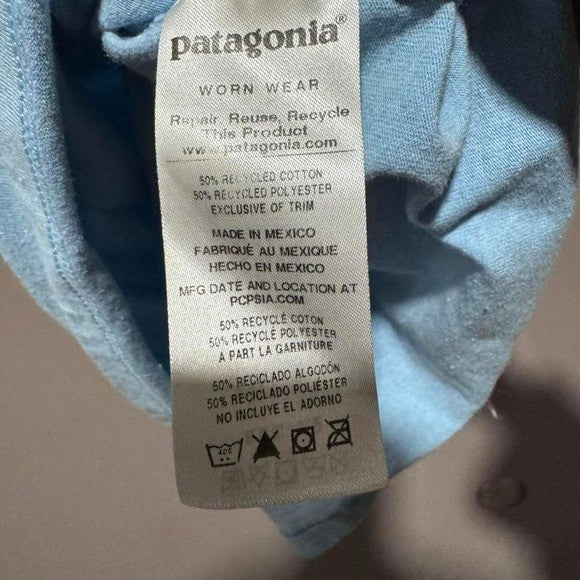 patagonia®
WORN WEAR
Repair, Reuse, Recycle
This Product
www.patagonia.com
50% RECYCLED COTTON
50% RECYCLED POLYESTER
EXCLUSIVE OF TRIM
MADE IN MEXICO
FABRIQUÉ AU MEXIQUE
HECHO EN MEXICO
MFG DATE AND LOCATION AT
PCPSIA.COM
50% RECYCLÉ COTON
50% RECYCLÉ POLYESTER
À PART LA GARNITURE
50% RECICLADO ALGODÓN
50% RECICLADO POLIÉSTER
NO INCLUYE EL ADORNO